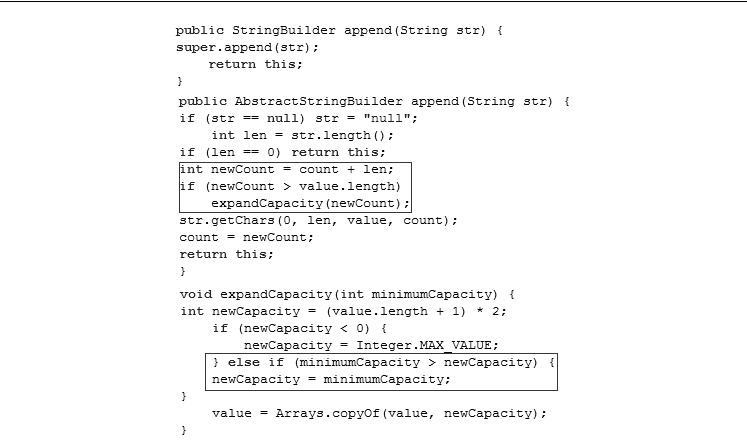 public StringBuilder append(String str) {
super.append(str);
return this;
}
public AbstractStringBuilder append(String str) {
if (str == null) str = "null";
int len = str.length();
if (len == 0) return this;
int newCount = count + len;
if (newCount > value.length)
expandCapacity(newCount);
str.getChars(0, len, value, count);
count = newCount;
return this;
}
void expandCapacity(int minimumCapacity) {
int newCapacity = (value.length + 1) * 2;
if (newCapacity < 0) {
newCapacity = Integer.MAX_VALUE;
} else if (minimumCapacity > newCapacity) {
newCapacity = minimumCapacity;
}
value = Arrays.copyOf(value, newCapacity);
}